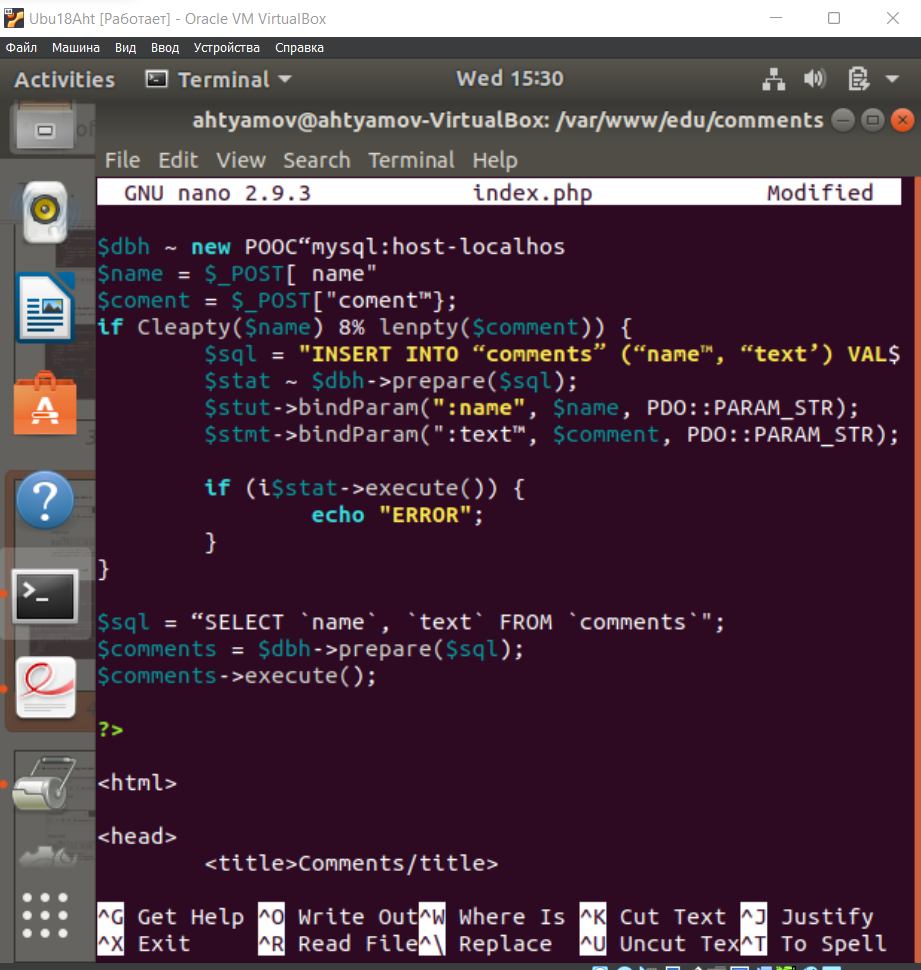 Ubu18Aht [Работает] - Oracle VM VirtualBox
Файл Машина Вид Ввод Устройства Справка
Activities Terminal Wed 15:30
ahtyamov@ahtyamov-VirtualBox: /var/www/edu/comments
File Edit View Search Terminal Help
GNU nano 2.9.3 index.php Modified
$dbh ~ new POOC“mysql:host-localhos
$name = $_POST[ name"
$coment = $_POST["coment™};
if Cleapty($name) 8% lenpty($comment)) {
$sql = "INSERT INTO “comments” (“name™, “text’) VAL$
$stat ~ $dbh->prepare($sql);
$stut->bindParam(":name", $name, PDO::PARAM_STR);
$stmt->bindParam(":text™, $comment, PDO::PARAM_STR);
if (i$stat->execute()) {
echo "ERROR";
}
}
$sql = “SELECT `name`, `text` FROM `comments`";
$comments = $dbh->prepare($sql);
$comments->execute();
?>
<html>
<head>
<title>Comments/title>
^G Get Help ^O Write Out^W Where Is ^K Cut Text ^J Justify
^X Exit ^R Read File^\ Replace ^U Uncut Tex^T To Spell